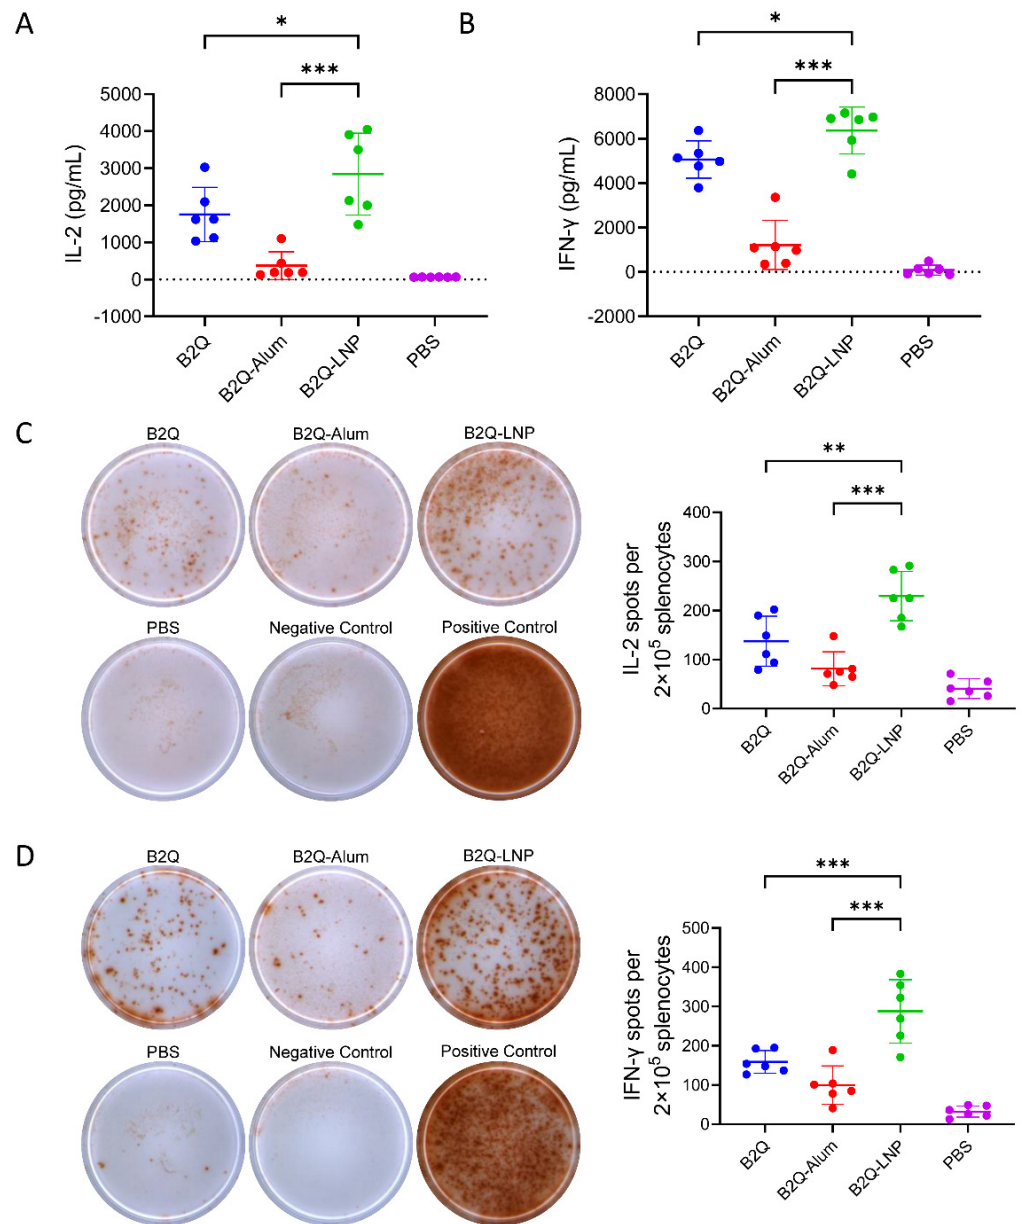 A
*
***
IL-2 (pg/mL)
5000
4000
3000
2000
1000
0
-1000
B2Q
B2Q-Alum
B2Q-LNP
PBS
B
*
***
IFN-γ (pg/mL)
8000
6000
4000
2000
0
-2000
B2Q
B2Q-Alum
B2Q-LNP
PBS
C
B2Q
B2Q-Alum
B2Q-LNP
PBS
Negative Control
Positive Control
**
***
IL-2 spots per
2×10⁵ splenocytes
400
300
200
100
0
B2Q
B2Q-Alum
B2Q-LNP
PBS
D
B2Q
B2Q-Alum
B2Q-LNP
PBS
Negative Control
Positive Control
***
***
IFN-γ spots per
2×10⁵ splenocytes
500
400
300
200
100
0
B2Q
B2Q-Alum
B2Q-LNP
PBS